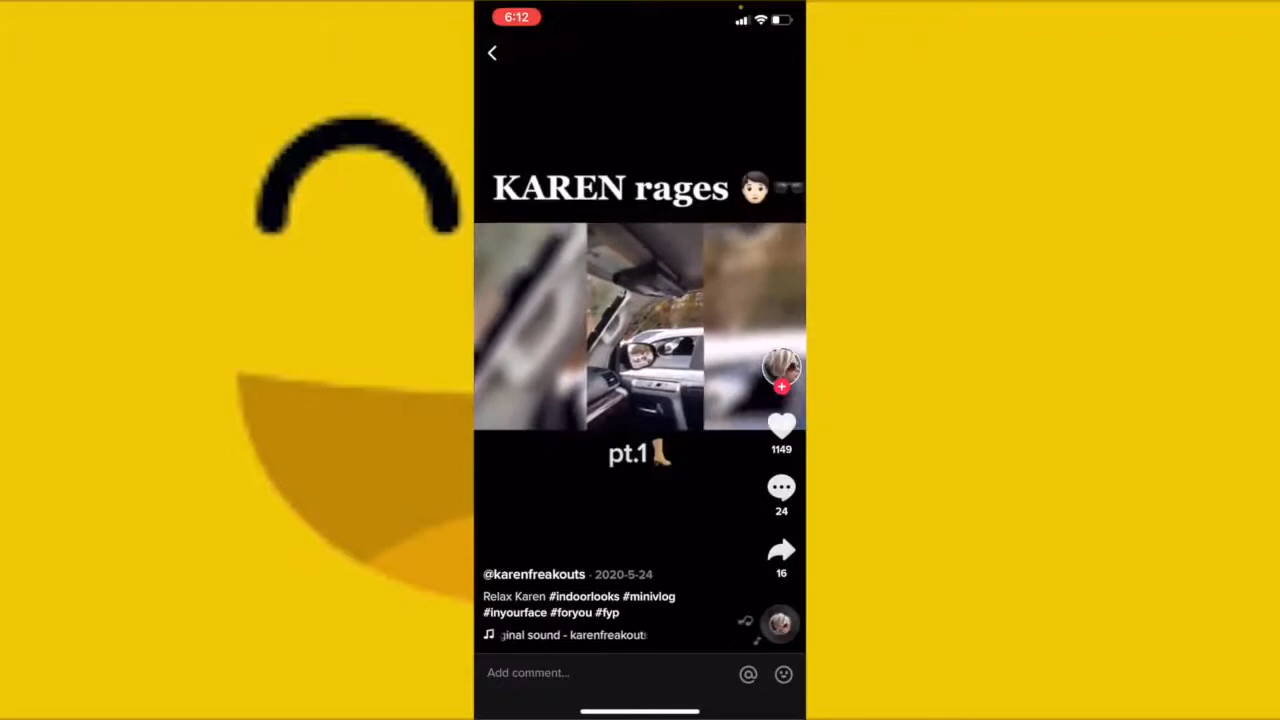 6:12
KAREN rages
pt.1
1149
24
16
@karenfreakouts · 2020-5-24
Relax Karen #indoorlooks #minivlog
#inyourface #foryou #fyp
ginal sound - karenfreakouts
Add comment...